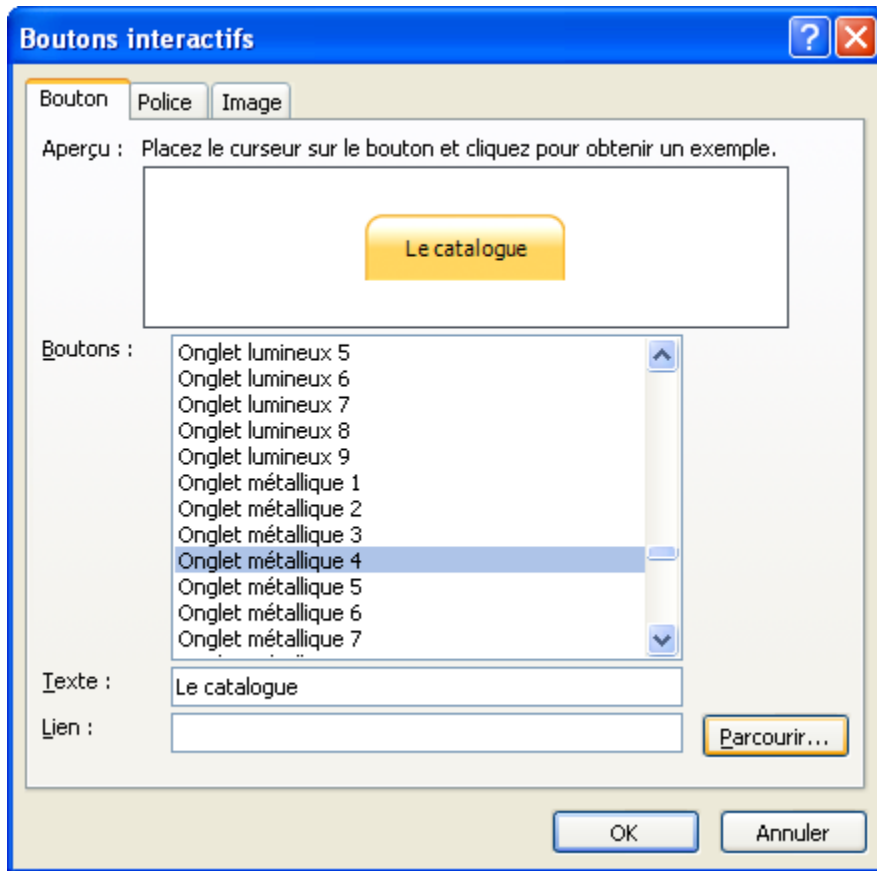 Boutons interactifs
Bouton Police Image
Aperçu : Placez le curseur sur le bouton et cliquez pour obtenir un exemple.
Le catalogue
Boutons :
Onglet lumineux 5
Onglet lumineux 6
Onglet lumineux 7
Onglet lumineux 8
Onglet lumineux 9
Onglet métallique 1
Onglet métallique 2
Onglet métallique 3
Onglet métallique 4
Onglet métallique 5
Onglet métallique 6
Onglet métallique 7
Texte : Le catalogue
Lien : Parcourir...
OK Annuler